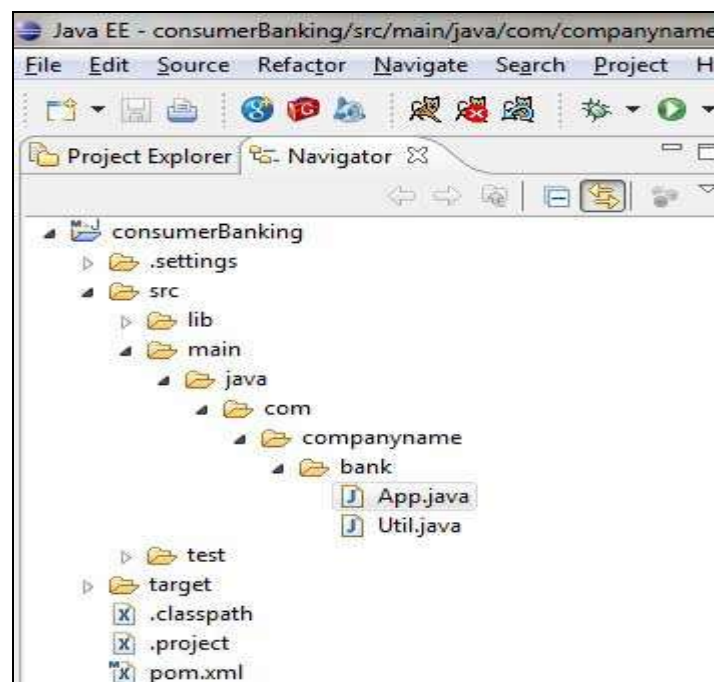 Java EE - consumerBanking/src/main/java/com/companyname
File Edit Source Refactor Navigate Search Project H
Project Explorer Navigator
consumerBanking
.settings
src
lib
main
java
com
companyname
bank
App.java
Util.java
test
target
.classpath
.project
pom.xml